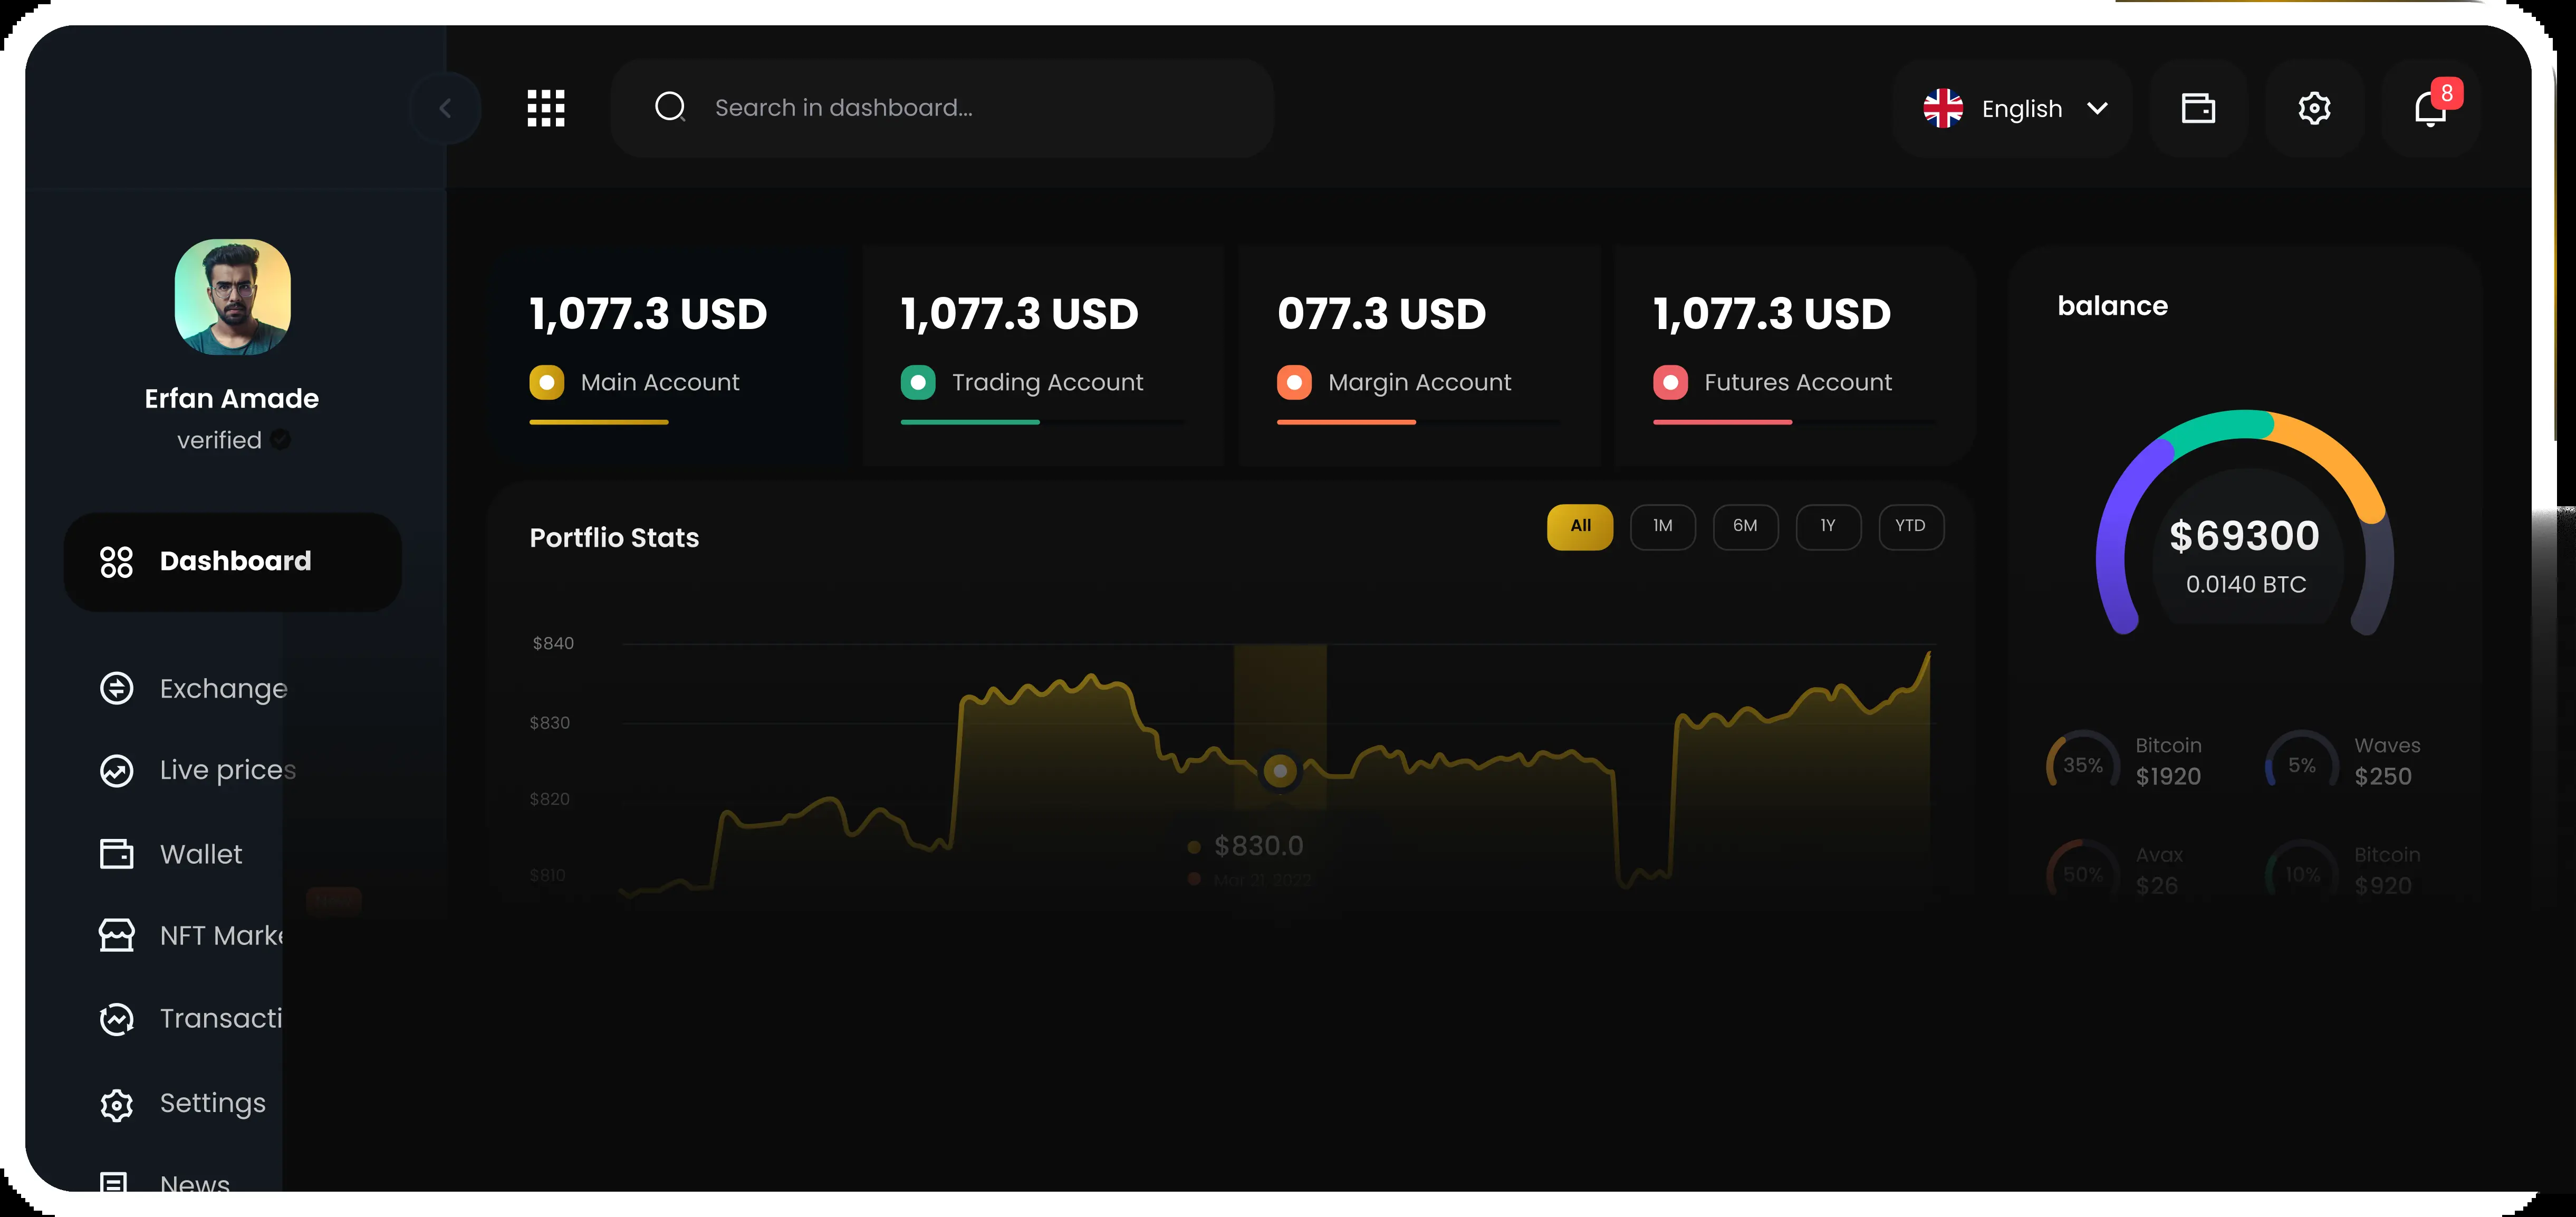 Search in dashboard...
English
8
Erfan Amade
verified
Dashboard
Exchange
Live prices
Wallet
NFT Marke
Transacti
Settings
News
1,077.3 USD
Main Account
1,077.3 USD
Trading Account
077.3 USD
Margin Account
1,077.3 USD
Futures Account
Portflio Stats
All
1M
6M
1Y
YTD
$840
$830
$820
$810
$830.0
Mar 21, 2022
balance
$69300
0.0140 BTC
35%
Bitcoin
$1920
5%
Waves
$250
50%
Avax
$26
10%
Bitcoin
$920